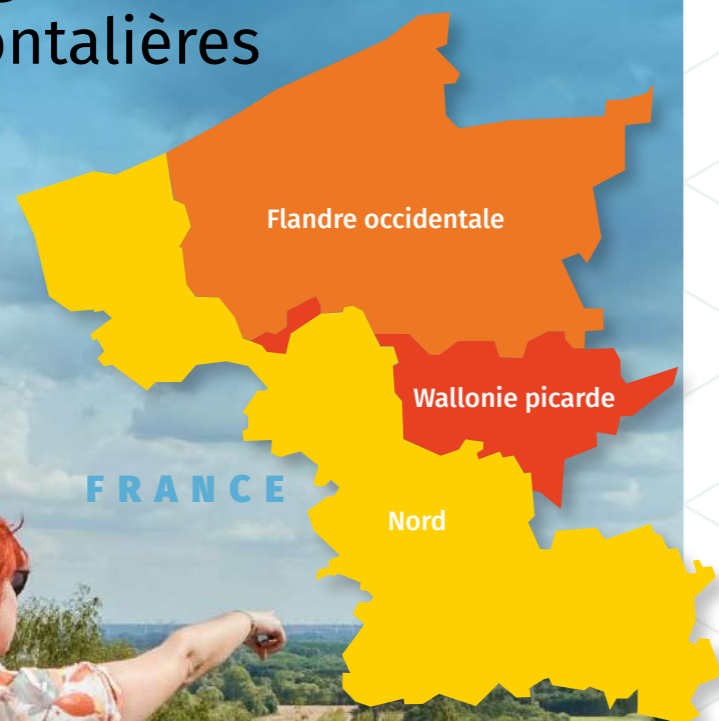 ontalières
Flandre occidentale
Wallonie picarde
FRANCE
Nord